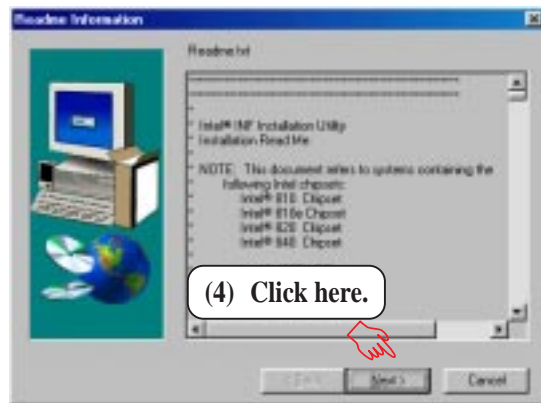 Readme Information
Readme.txt
Intel® INF Installation Utility
Installation Read Me
NOTE: This document refers to systems containing the
following Intel chipsets:
Intel® 810 Chipset
Intel® 810e Chipset
Intel® 820 Chipset
Intel® 840 Chipset
(4) Click here.
< Back
Next >
Cancel